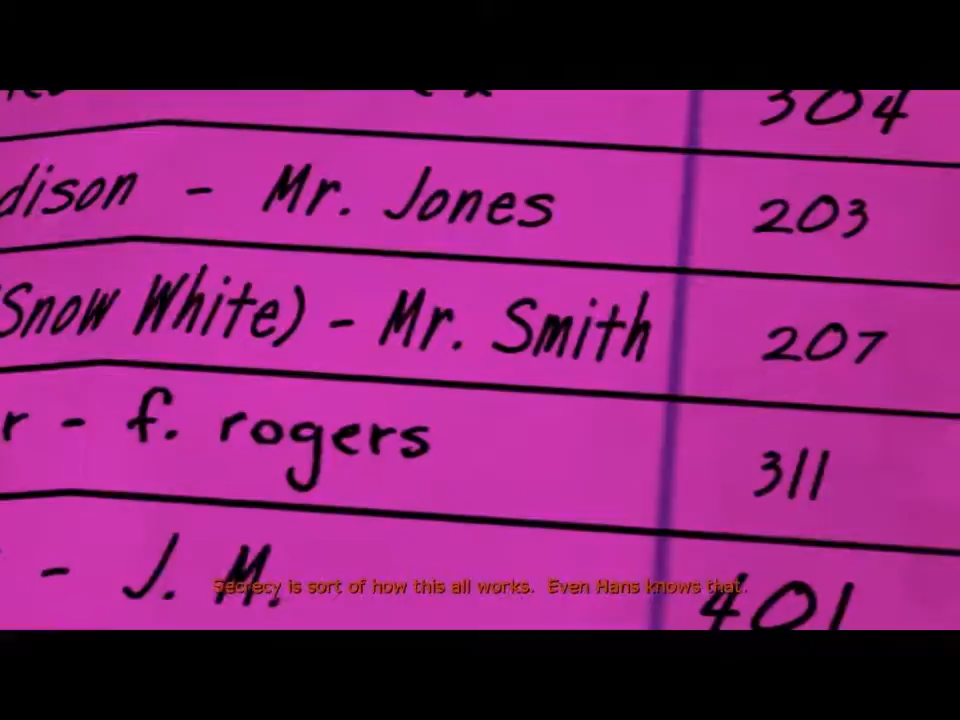 304
dison - Mr. Jones 203
(Snow White) - Mr. Smith 207
r - f. rogers 311
- J. M. 401
Secrecy is sort of how this all works. Even Hans knows that.